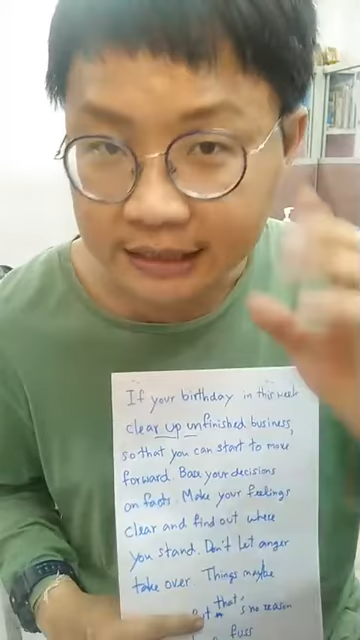 If your birthday in this week
clear up unfinished business,
so that you can start to move
forward. Base your decisions
on facts. Make your feelings
clear and find out where
you stand. Don't let anger
take over. Things maybe
but that's no reason
fuss